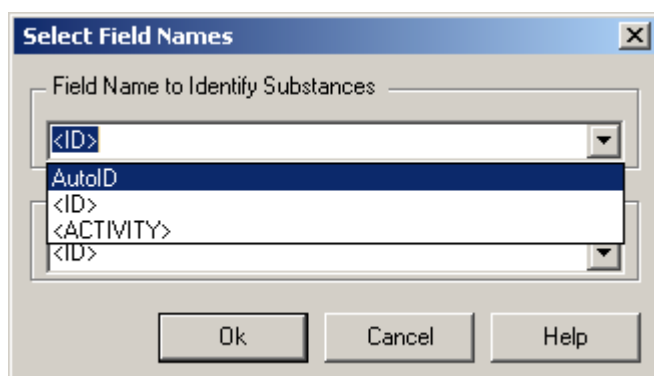 Select Field Names
Field Name to Identify Substances
<ID>
AutoID
<ID>
<ACTIVITY>
<ID>
Ok Cancel Help